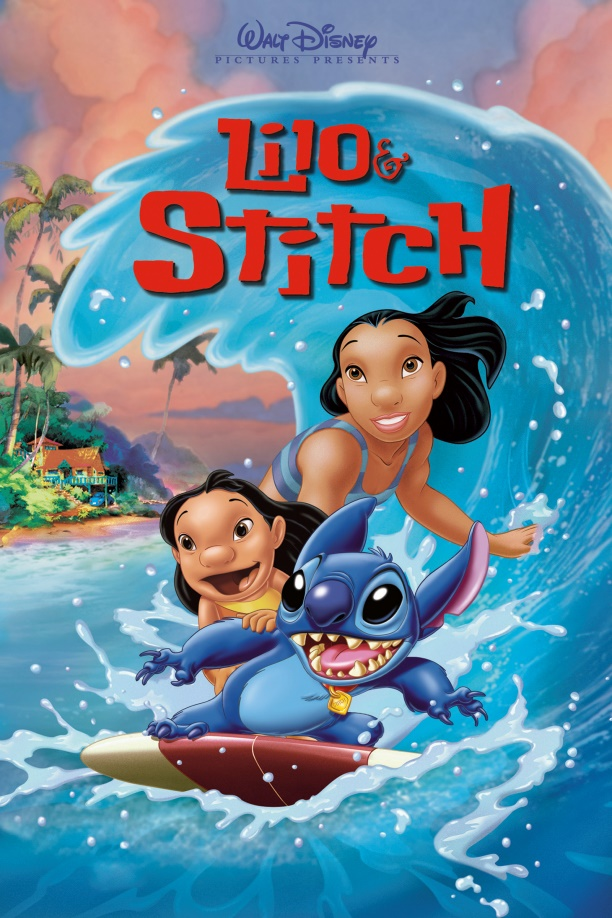 Walt Disney
PICTURES PRESENTS
Lilo &
Stitch